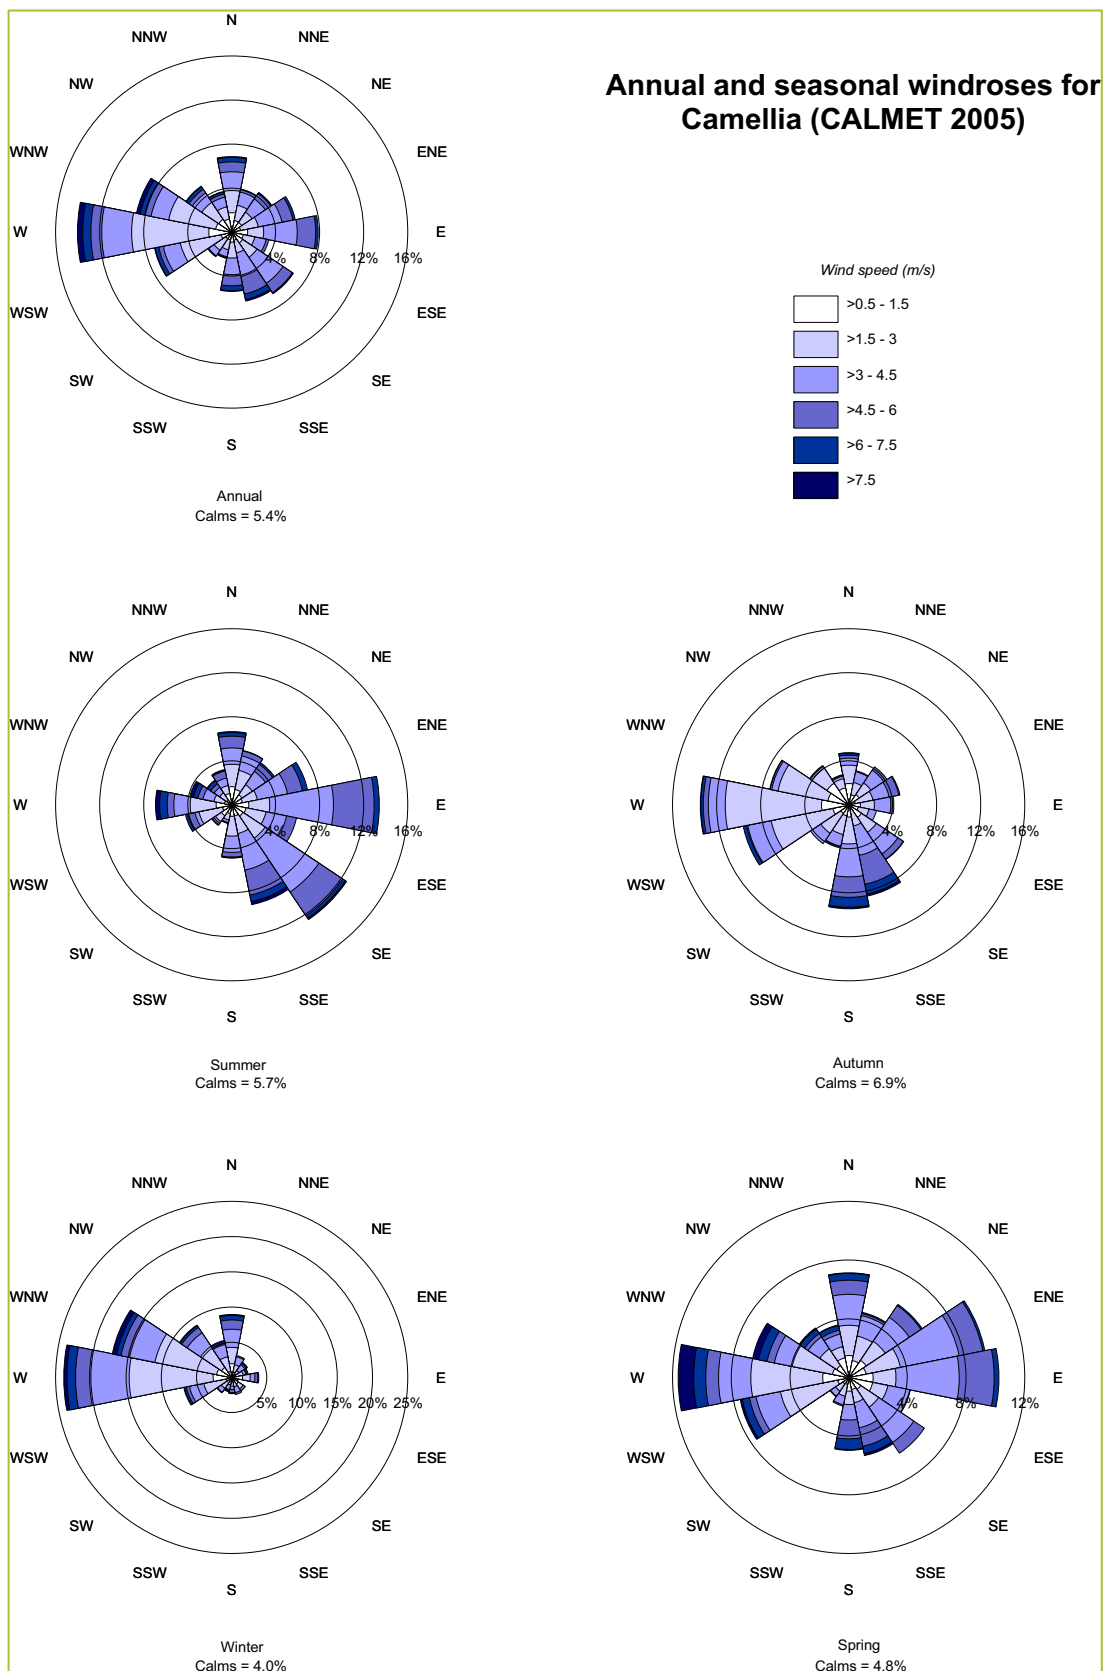 Annual and seasonal windroses for
Camellia (CALMET 2005)
N
NNW
NNE
NW
NE
WNW
ENE
W
E
4%
8%
12%
16%
WSW
ESE
SW
SE
SSW
SSE
S
Annual
Calms = 5.4%
Wind speed (m/s)
>0.5 - 1.5
>1.5 - 3
>3 - 4.5
>4.5 - 6
>6 - 7.5
>7.5
N
NNW
NNE
NW
NE
WNW
ENE
W
E
4%
8%
12%
16%
WSW
ESE
SW
SE
SSW
SSE
S
Summer
Calms = 5.7%
N
NNW
NNE
NW
NE
WNW
ENE
W
E
4%
8%
12%
16%
WSW
ESE
SW
SE
SSW
SSE
S
Autumn
Calms = 6.9%
N
NNW
NNE
NW
NE
WNW
ENE
W
E
5%
10%
15%
20%
25%
WSW
ESE
SW
SE
SSW
SSE
S
Winter
Calms = 4.0%
N
NNW
NNE
NW
NE
WNW
ENE
W
E
4%
8%
12%
WSW
ESE
SW
SE
SSW
SSE
S
Spring
Calms = 4.8%